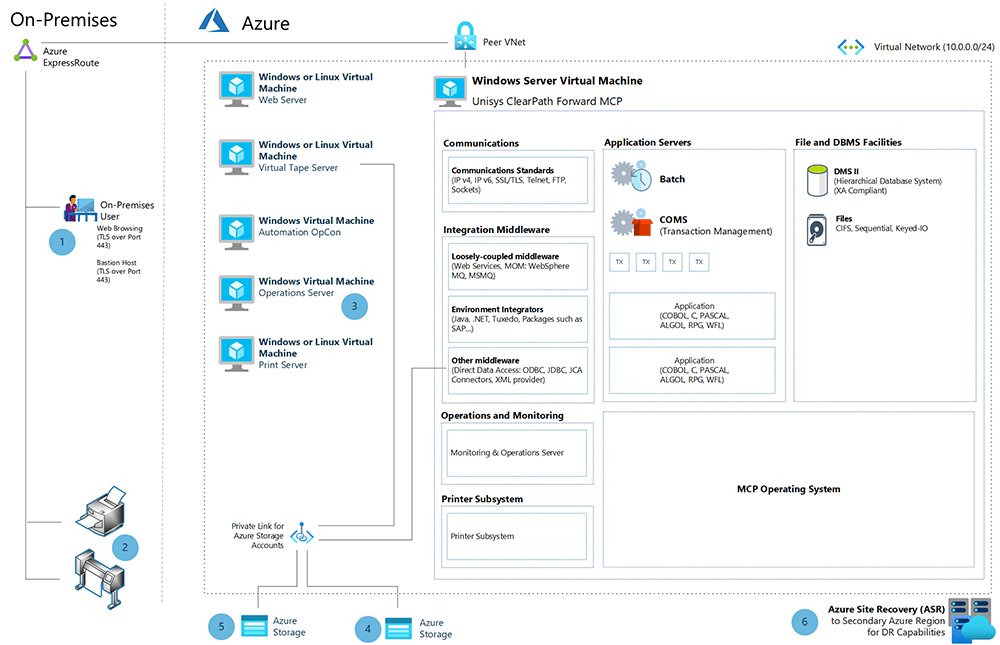 On-Premises
Azure
ExpressRoute
On-Premises
User
Web Browsing
(TLS over Port
443)
Bastion Host
(TLS over Port
443)
1
2
Azure
Peer VNet
Virtual Network (10.0.0.0/24)
Windows or Linux Virtual
Machine
Web Server
Windows or Linux Virtual
Machine
Virtual Tape Server
Windows Virtual Machine
Automation OpCon
Windows Virtual Machine
Operations Server
3
Windows or Linux Virtual
Machine
Print Server
Windows Server Virtual Machine
Unisys ClearPath Forward MCP
Communications
Communications Standards
(IP v4, IP v6, SSL/TLS, Telnet, FTP,
Sockets)
Integration Middleware
Loosely-coupled middleware
(Web Services, MOM: WebSphere
MQ, MSMQ)
Environment Integrators
(Java, .NET, Tuxedo, Packages such as
SAP...)
Other middleware
(Direct Data Access: ODBC, JDBC, JCA
Connectors, XML provider)
Operations and Monitoring
Monitoring & Operations Server
Printer Subsystem
Printer Subsystem
Application Servers
Batch
COMS
(Transaction Management)
TX TX TX TX
Application
(COBOL, C, PASCAL,
ALGOL, RPG, WFL)
Application
(COBOL, C, PASCAL,
ALGOL, RPG, WFL)
File and DBMS Facilities
DMS II
(Hierarchical Database System)
(XA Compliant)
Files
CIFS, Sequential, Keyed-IO
MCP Operating System
Private Link for
Azure Storage
Accounts
5
Azure
Storage
4
Azure
Storage
6
Azure Site Recovery (ASR)
to Secondary Azure Region
for DR Capabilities